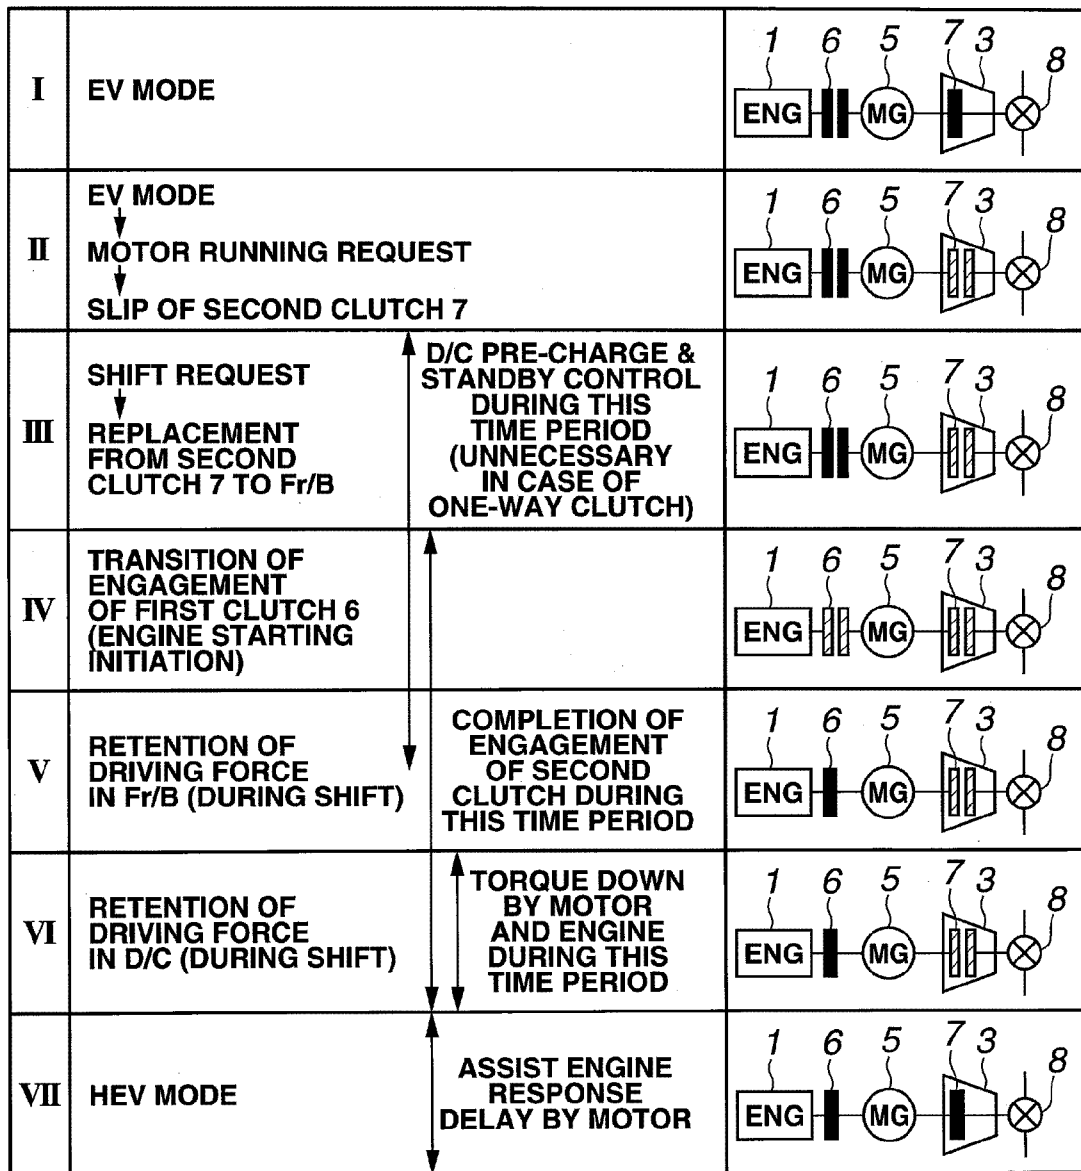 I
EV MODE
1 6 5 7 3 8
ENG MG
II
EV MODE
MOTOR RUNNING REQUEST
SLIP OF SECOND CLUTCH 7
1 6 5 7 3 8
ENG MG
III
SHIFT REQUEST
REPLACEMENT
FROM SECOND
CLUTCH 7 TO Fr/B
D/C PRE-CHARGE &
STANDBY CONTROL
DURING THIS
TIME PERIOD
(UNNECESSARY
IN CASE OF
ONE-WAY CLUTCH)
1 6 5 7 3 8
ENG MG
IV
TRANSITION OF
ENGAGEMENT
OF FIRST CLUTCH 6
(ENGINE STARTING
INITIATION)
1 6 5 7 3 8
ENG MG
V
RETENTION OF
DRIVING FORCE
IN Fr/B (DURING SHIFT)
COMPLETION OF
ENGAGEMENT
OF SECOND
CLUTCH DURING
THIS TIME PERIOD
1 6 5 7 3 8
ENG MG
VI
RETENTION OF
DRIVING FORCE
IN D/C (DURING SHIFT)
TORQUE DOWN
BY MOTOR
AND ENGINE
DURING THIS
TIME PERIOD
1 6 5 7 3 8
ENG MG
VII
HEV MODE
ASSIST ENGINE
RESPONSE
DELAY BY MOTOR
1 6 5 7 3 8
ENG MG